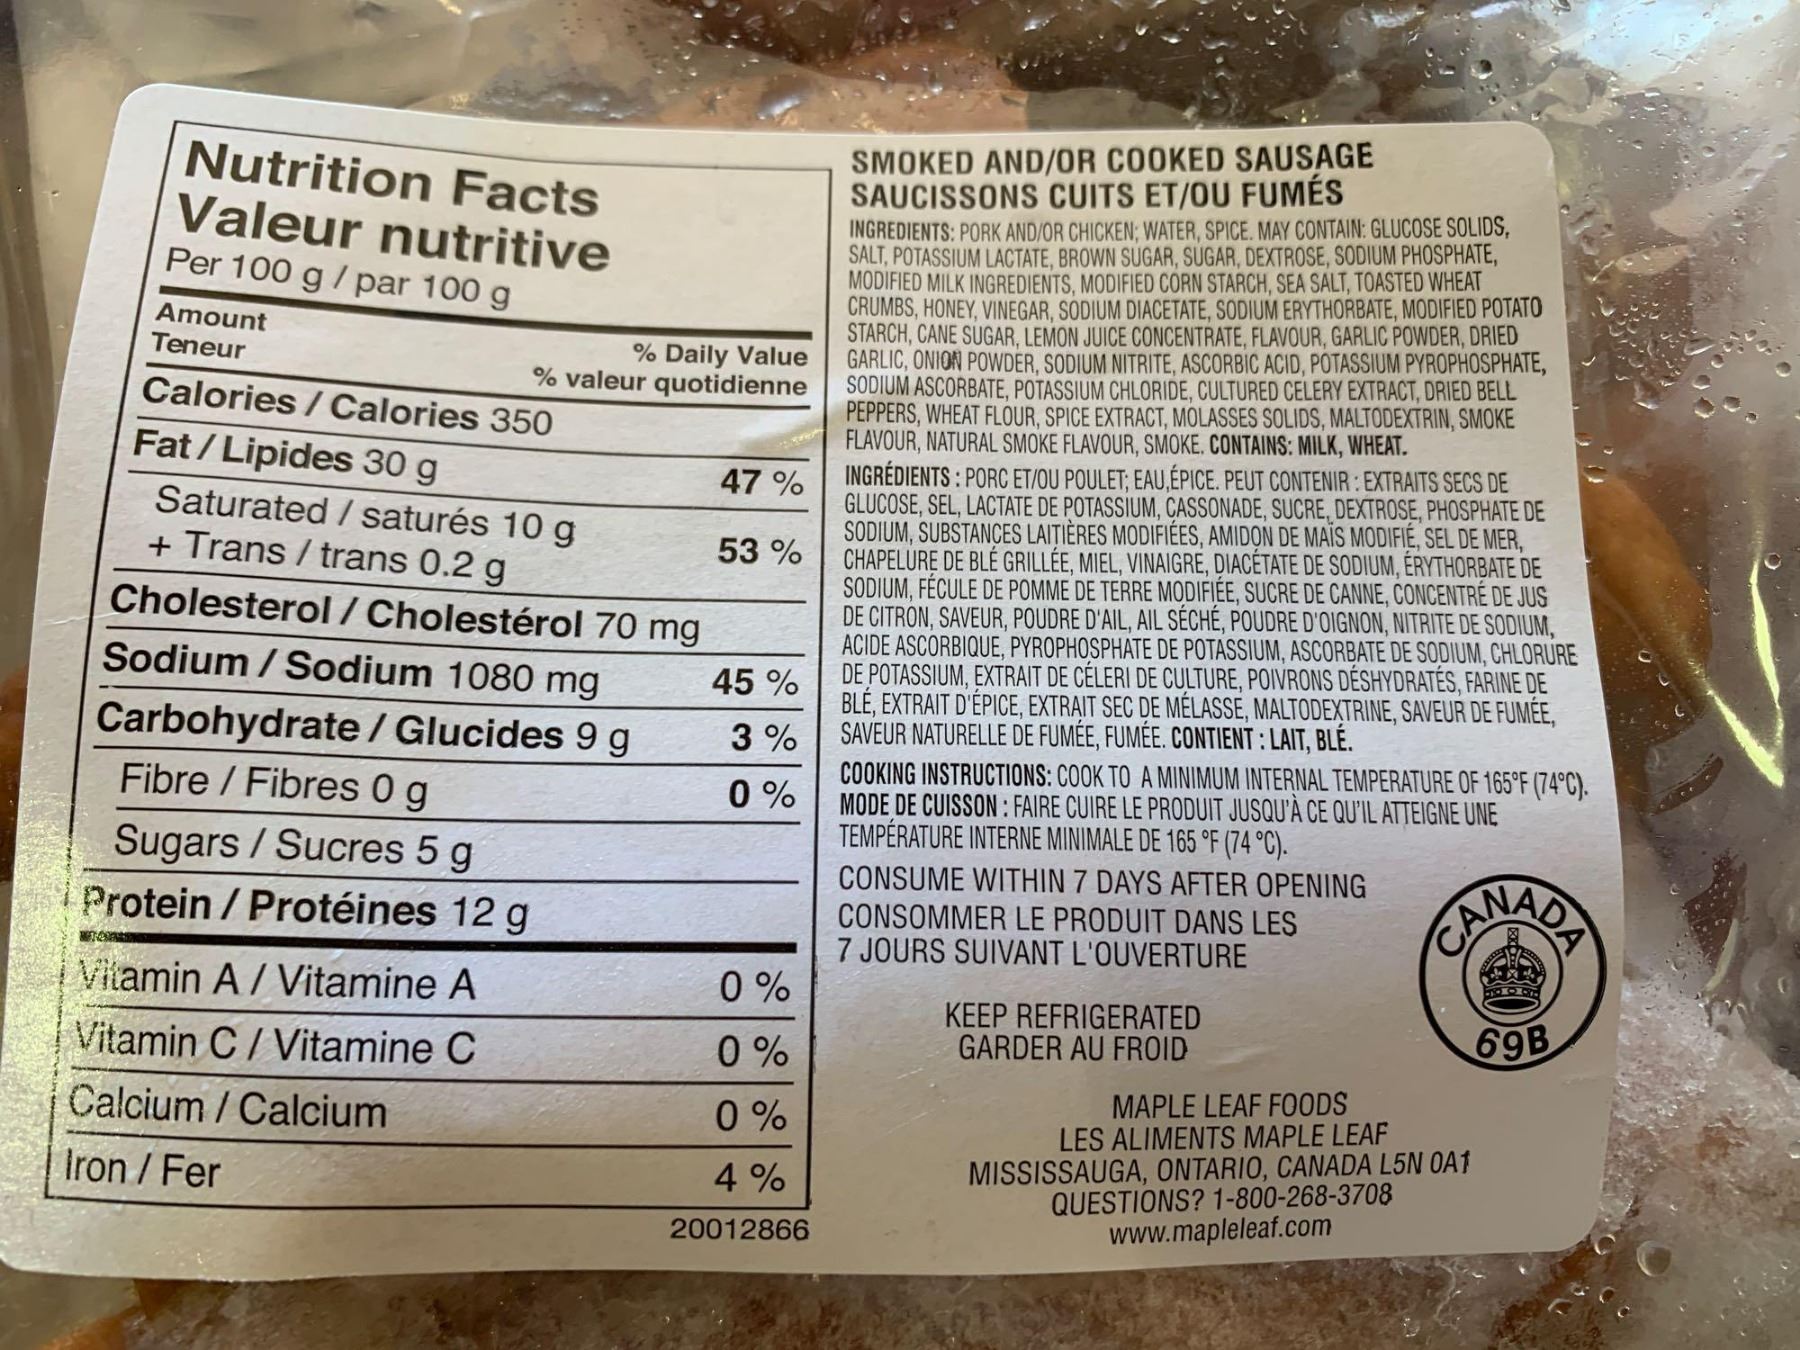 Nutrition Facts
Valeur nutritive
Per 100 g / par 100 g
Amount
Teneur
% Daily Value
% valeur quotidienne
Calories / Calories 350
Fat / Lipides 30 g 47 %
Saturated / saturés 10 g
+ Trans / trans 0.2 g 53 %
Cholesterol / Cholestérol 70 mg
Sodium / Sodium 1080 mg 45 %
Carbohydrate / Glucides 9 g 3 %
Fibre / Fibres 0 g 0 %
Sugars / Sucres 5 g
Protein / Protéines 12 g
Vitamin A / Vitamine A 0 %
Vitamin C / Vitamine C 0 %
Calcium / Calcium 0 %
Iron / Fer 4 %
20012866
SMOKED AND/OR COOKED SAUSAGE
SAUCISSONS CUITS ET/OU FUMÉS
INGREDIENTS: PORK AND/OR CHICKEN; WATER, SPICE. MAY CONTAIN: GLUCOSE SOLIDS,
SALT, POTASSIUM LACTATE, BROWN SUGAR, SUGAR, DEXTROSE, SODIUM PHOSPHATE,
MODIFIED MILK INGREDIENTS, MODIFIED CORN STARCH, SEA SALT, TOASTED WHEAT
CRUMBS, HONEY, VINEGAR, SODIUM DIACETATE, SODIUM ERYTHORBATE, MODIFIED POTATO
STARCH, CANE SUGAR, LEMON JUICE CONCENTRATE, FLAVOUR, GARLIC POWDER, DRIED
GARLIC, ONION POWDER, SODIUM NITRITE, ASCORBIC ACID, POTASSIUM PYROPHOSPHATE,
SODIUM ASCORBATE, POTASSIUM CHLORIDE, CULTURED CELERY EXTRACT, DRIED BELL
PEPPERS, WHEAT FLOUR, SPICE EXTRACT, MOLASSES SOLIDS, MALTODEXTRIN, SMOKE
FLAVOUR, NATURAL SMOKE FLAVOUR, SMOKE. CONTAINS: MILK, WHEAT.
INGRÉDIENTS : PORC ET/OU POULET; EAU,ÉPICE. PEUT CONTENIR : EXTRAITS SECS DE
GLUCOSE, SEL, LACTATE DE POTASSIUM, CASSONADE, SUCRE, DEXTROSE, PHOSPHATE DE
SODIUM, SUBSTANCES LAITIÈRES MODIFIÉES, AMIDON DE MAÏS MODIFIÉ, SEL DE MER,
CHAPELURE DE BLÉ GRILLÉE, MIEL, VINAIGRE, DIACÉTATE DE SODIUM, ÉRYTHORBATE DE
SODIUM, FÉCULE DE POMME DE TERRE MODIFIÉE, SUCRE DE CANNE, CONCENTRÉ DE JUS
DE CITRON, SAVEUR, POUDRE D'AIL, AIL SÉCHÉ, POUDRE D'OIGNON, NITRITE DE SODIUM,
ACIDE ASCORBIQUE, PYROPHOSPHATE DE POTASSIUM, ASCORBATE DE SODIUM, CHLORURE
DE POTASSIUM, EXTRAIT DE CÉLERI DE CULTURE, POIVRONS DÉSHYDRATÉS, FARINE DE
BLÉ, EXTRAIT D'ÉPICE, EXTRAIT SEC DE MÉLASSE, MALTODEXTRINE, SAVEUR DE FUMÉE,
SAVEUR NATURELLE DE FUMÉE, FUMÉE. CONTIENT : LAIT, BLÉ.
COOKING INSTRUCTIONS: COOK TO A MINIMUM INTERNAL TEMPERATURE OF 165°F (74°C).
MODE DE CUISSON : FAIRE CUIRE LE PRODUIT JUSQU'À CE QU'IL ATTEIGNE UNE
TEMPÉRATURE INTERNE MINIMALE DE 165 °F (74 °C).
CONSUME WITHIN 7 DAYS AFTER OPENING
CONSOMMER LE PRODUIT DANS LES
7 JOURS SUIVANT L'OUVERTURE
CANADA
69B
KEEP REFRIGERATED
GARDER AU FROID
MAPLE LEAF FOODS
LES ALIMENTS MAPLE LEAF
MISSISSAUGA, ONTARIO, CANADA L5N 0A1
QUESTIONS? 1-800-268-3708
www.mapleleaf.com